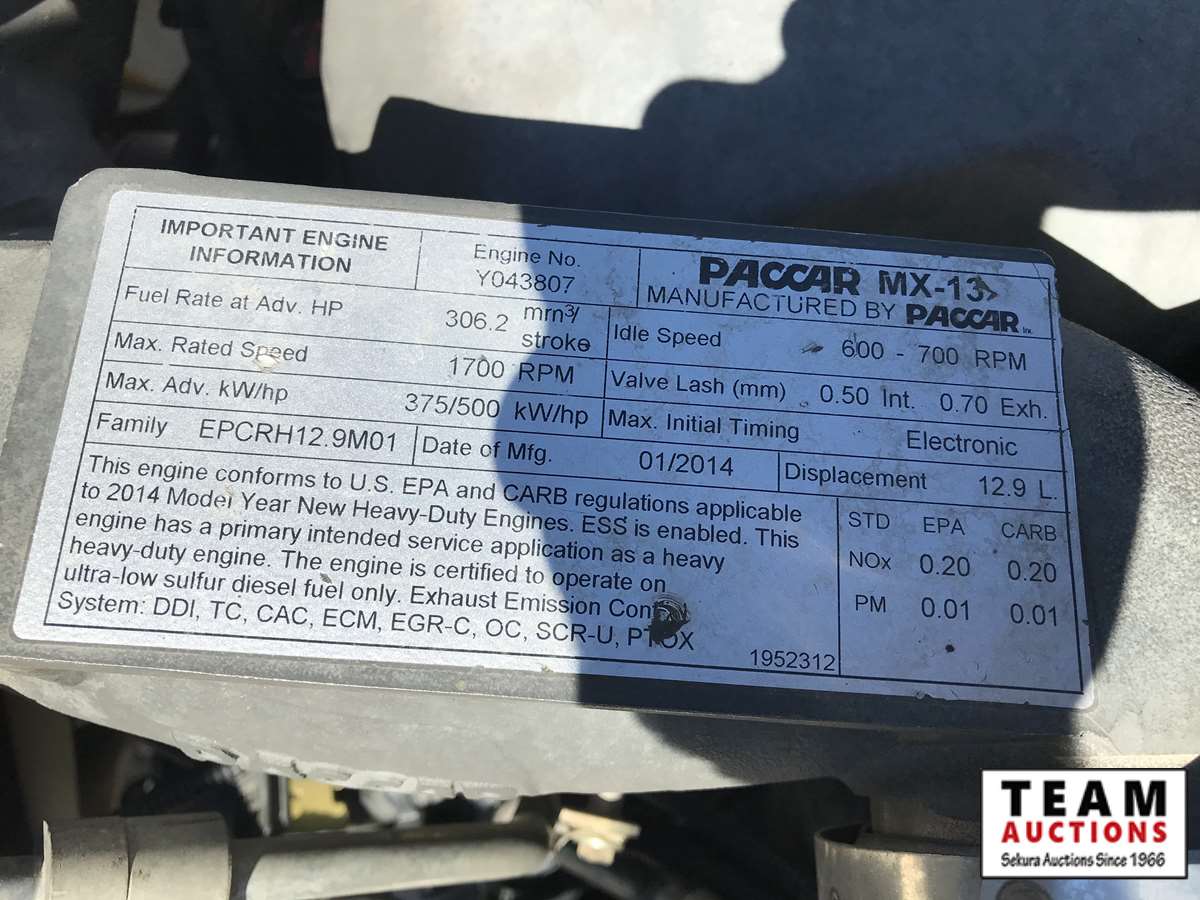 IMPORTANT ENGINE
INFORMATION
Engine No.
Y043807
PACCAR MX-13
MANUFACTURED BY PACCAR Inc.
Fuel Rate at Adv. HP 306.2 mm³/
stroke
Idle Speed 600 - 700 RPM
Max. Rated Speed 1700 RPM
Valve Lash (mm) 0.50 Int. 0.70 Exh.
Max. Adv. kW/hp 375/500 kW/hp
Max. Initial Timing Electronic
Family EPCRH12.9M01
Date of Mfg. 01/2014
Displacement 12.9 L.
This engine conforms to U.S. EPA and CARB regulations applicable
to 2014 Model Year New Heavy-Duty Engines. ESS is enabled. This
engine has a primary intended service application as a heavy
heavy-duty engine. The engine is certified to operate on
ultra-low sulfur diesel fuel only. Exhaust Emission Control
System: DDI, TC, CAC, ECM, EGR-C, OC, SCR-U, PTOX
1952312
STD EPA CARB
NOx 0.20 0.20
PM 0.01 0.01
TEAM
AUCTIONS
Sekura Auctions Since 1966